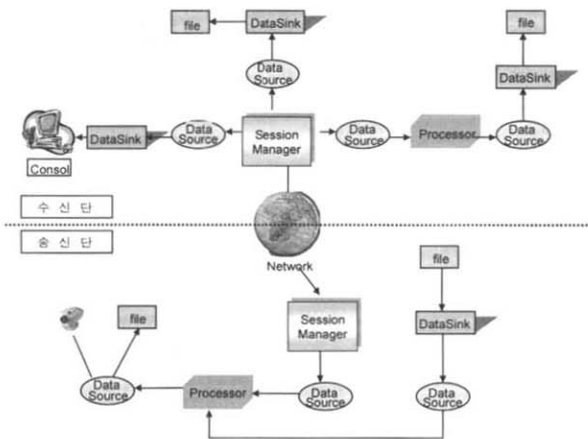 file
DataSink
file
Data
Source
DataSink
Data
Source
DataSink
Session
Manager
Data
Source
Processor
Data
Source
Consol
수 신 단
송 신 단
Network
file
file
Session
Manager
DataSink
Data
Source
Processor
Data
Source
Data
Source